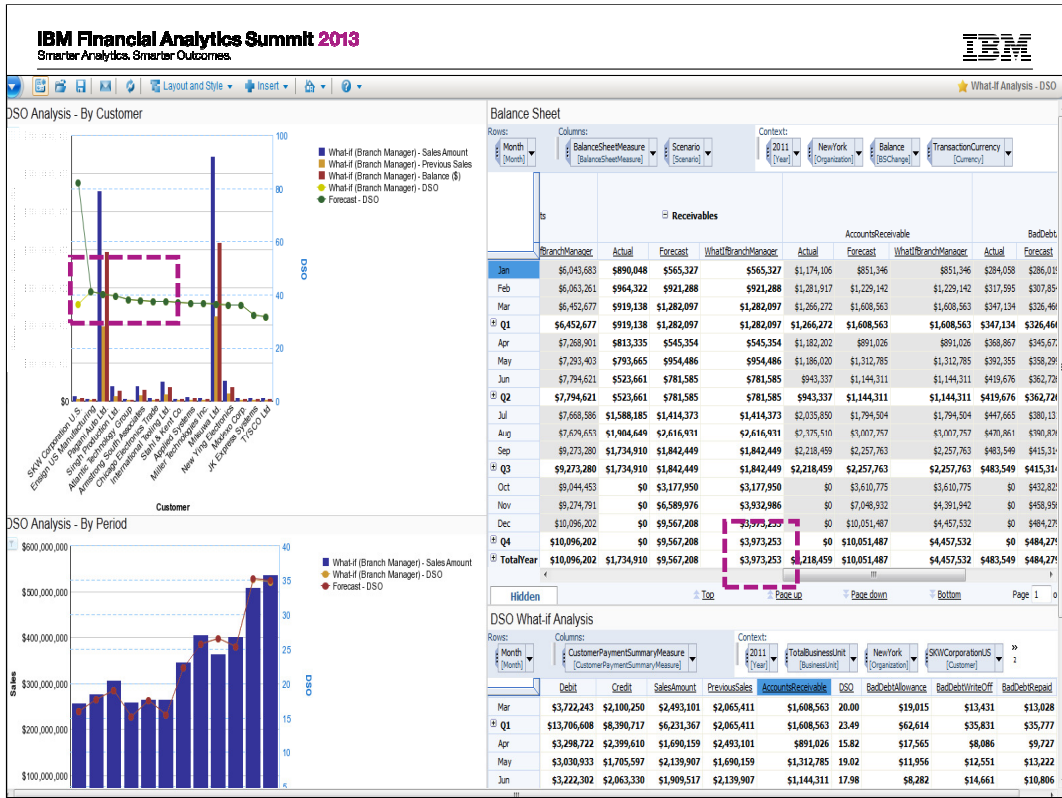 IBM Financial Analytics Summit 2013
Smarter Analytics. Smarter Outcomes.
IBM
Layout and Style
Insert
What-If Analysis - DSO
DSO Analysis - By Customer
100
80
60
40
20
0
$0
DSO
What-if (Branch Manager) - Sales Amount
What-if (Branch Manager) - Previous Sales
What-if (Branch Manager) - Balance ($)
What-if (Branch Manager) - DSO
Forecast - DSO
SKW Corporation U.S.
Ensign US Manufacturing
Pagani Auto Ltd.
Singh Production Ltd.
Atlantic Technology Group
Armstrong South Associates
Chicago Electronics Trade
International Tooling Ltd.
Stahl & Kent Co.
Applied Systems
Miller Technologies Inc.
Misuwa Ltd.
New Ying Electronics
Modexo Corp.
JK Express Systems
TISCO Ltd
Customer
DSO Analysis - By Period
$600,000,000
$500,000,000
$400,000,000
$300,000,000
$200,000,000
$100,000,000
Sales
40
35
30
25
20
15
10
5
DSO
What-if (Branch Manager) - Sales Amount
What-if (Branch Manager) - DSO
Forecast - DSO
Balance Sheet
Rows: Columns: Context:
Month BalanceSheetMeasure Scenario 2011 NewYork Balance TransactionCurrency
[Month] [BalanceSheetMeasure] [Scenario] [Year] [Organization] [BSChange] [Currency]
ts Receivables
AccountsReceivable BadDebt
fBranchManager Actual Forecast WhatIfBranchManager Actual Forecast WhatIfBranchManager Actual Forecast
Jan $6,043,683 $890,048 $565,327 $565,327 $1,174,106 $851,346 $851,346 $284,058 $286,019
Feb $6,063,261 $964,322 $921,288 $921,288 $1,281,917 $1,229,142 $1,229,142 $317,595 $307,85
Mar $6,452,677 $919,138 $1,282,097 $1,282,097 $1,266,272 $1,608,563 $1,608,563 $347,134 $326,466
Q1 $6,452,677 $919,138 $1,282,097 $1,282,097 $1,266,272 $1,608,563 $1,608,563 $347,134 $326,466
Apr $7,268,901 $813,335 $545,354 $545,354 $1,182,202 $891,026 $891,026 $368,867 $345,67
May $7,293,403 $793,665 $954,486 $954,486 $1,186,020 $1,312,785 $1,312,785 $392,355 $358,29
Jun $7,794,621 $523,661 $781,585 $781,585 $943,337 $1,144,311 $1,144,311 $419,676 $362,72
Q2 $7,794,621 $523,661 $781,585 $781,585 $943,337 $1,144,311 $1,144,311 $419,676 $362,72
Jul $7,668,586 $1,588,185 $1,414,373 $1,414,373 $2,035,850 $1,794,504 $1,794,504 $447,665 $380,13
Aug $7,629,653 $1,904,649 $2,616,931 $2,616,931 $2,375,510 $3,007,757 $3,007,757 $470,861 $390,82
Sep $9,273,280 $1,734,910 $1,842,449 $1,842,449 $2,218,459 $2,257,763 $2,257,763 $483,549 $415,31
Q3 $9,273,280 $1,734,910 $1,842,449 $1,842,449 $2,218,459 $2,257,763 $2,257,763 $483,549 $415,31
Oct $9,044,453 $0 $3,177,950 $3,177,950 $0 $3,610,775 $3,610,775 $0 $432,82
Nov $9,274,791 $0 $6,589,976 $3,932,986 $0 $7,048,932 $4,391,942 $0 $458,95
Dec $10,096,202 $0 $9,567,208 $3,973,253 $0 $10,051,487 $4,457,532 $0 $484,27
Q4 $10,096,202 $0 $9,567,208 $3,973,253 $0 $10,051,487 $4,457,532 $0 $484,27
TotalYear $10,096,202 $1,734,910 $9,567,208 $3,973,253 $2,218,459 $10,051,487 $4,457,532 $483,549 $484,27
Hidden Top Page up Page down Bottom Page 1 o
DSO What-if Analysis
Rows: Columns: Context:
Month CustomerPaymentSummaryMeasure 2011 TotalBusinessUnit NewYork SKWCorporationUS »
[Month] [CustomerPaymentSummaryMeasure] [Year] [BusinessUnit] [Organization] [Customer] 2
Debit Credit SalesAmount PreviousSales AccountsReceivable DSO BadDebtAllowance BadDebtWriteOff BadDebtRepaid
Mar $3,722,243 $2,100,250 $2,493,101 $2,065,411 $1,608,563 20.00 $19,015 $13,431 $13,028
Q1 $13,706,608 $8,390,717 $6,231,367 $2,065,411 $1,608,563 23.49 $62,614 $35,831 $35,777
Apr $3,298,722 $2,399,610 $1,690,159 $2,493,101 $891,026 15.82 $17,565 $8,086 $9,727
May $3,030,933 $1,705,597 $2,139,907 $1,690,159 $1,312,785 19.02 $11,956 $12,551 $13,222
Jun $3,222,302 $2,063,330 $1,909,517 $2,139,907 $1,144,311 17.98 $8,282 $14,661 $10,806